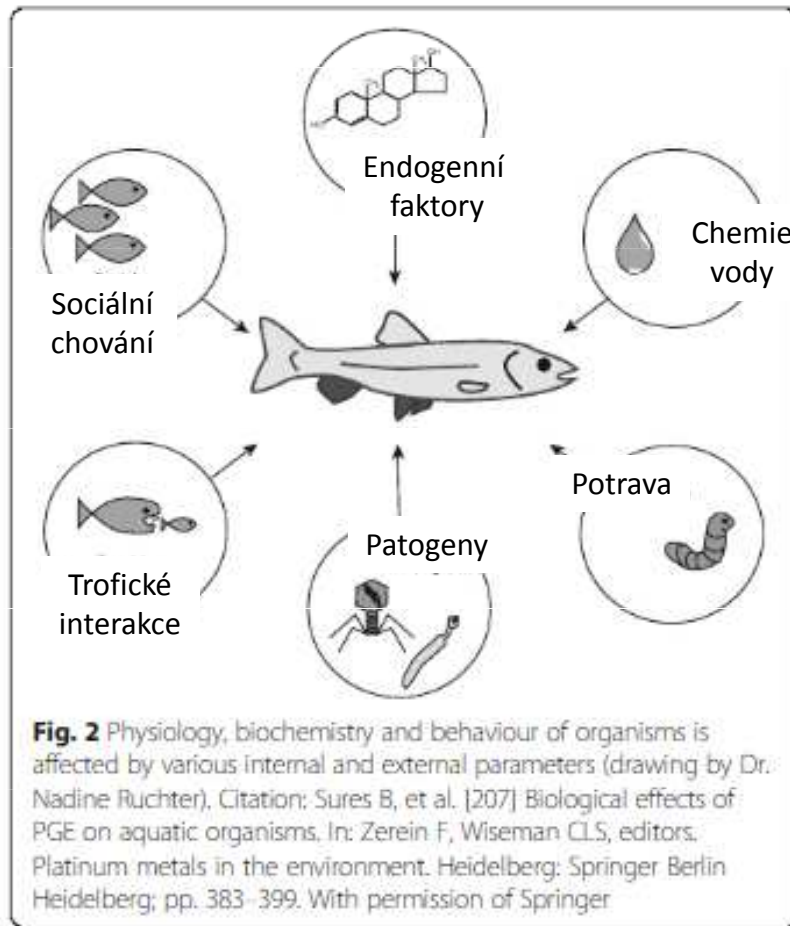 Endogenní
faktory
Chemie
vody
Sociální
chování
Potrava
Patogeny
Trofické
interakce
Fig. 2 Physiology, biochemistry and behaviour of organisms is
affected by various internal and external parameters (drawing by Dr.
Nadine Ruchter). Citation: Sures B, et al. [207] Biological effects of
PGE on aquatic organisms. In: Zerein F, Wiseman CLS, editors.
Platinum metals in the environment. Heidelberg: Springer Berlin
Heidelberg; pp. 383–399. With permission of Springer